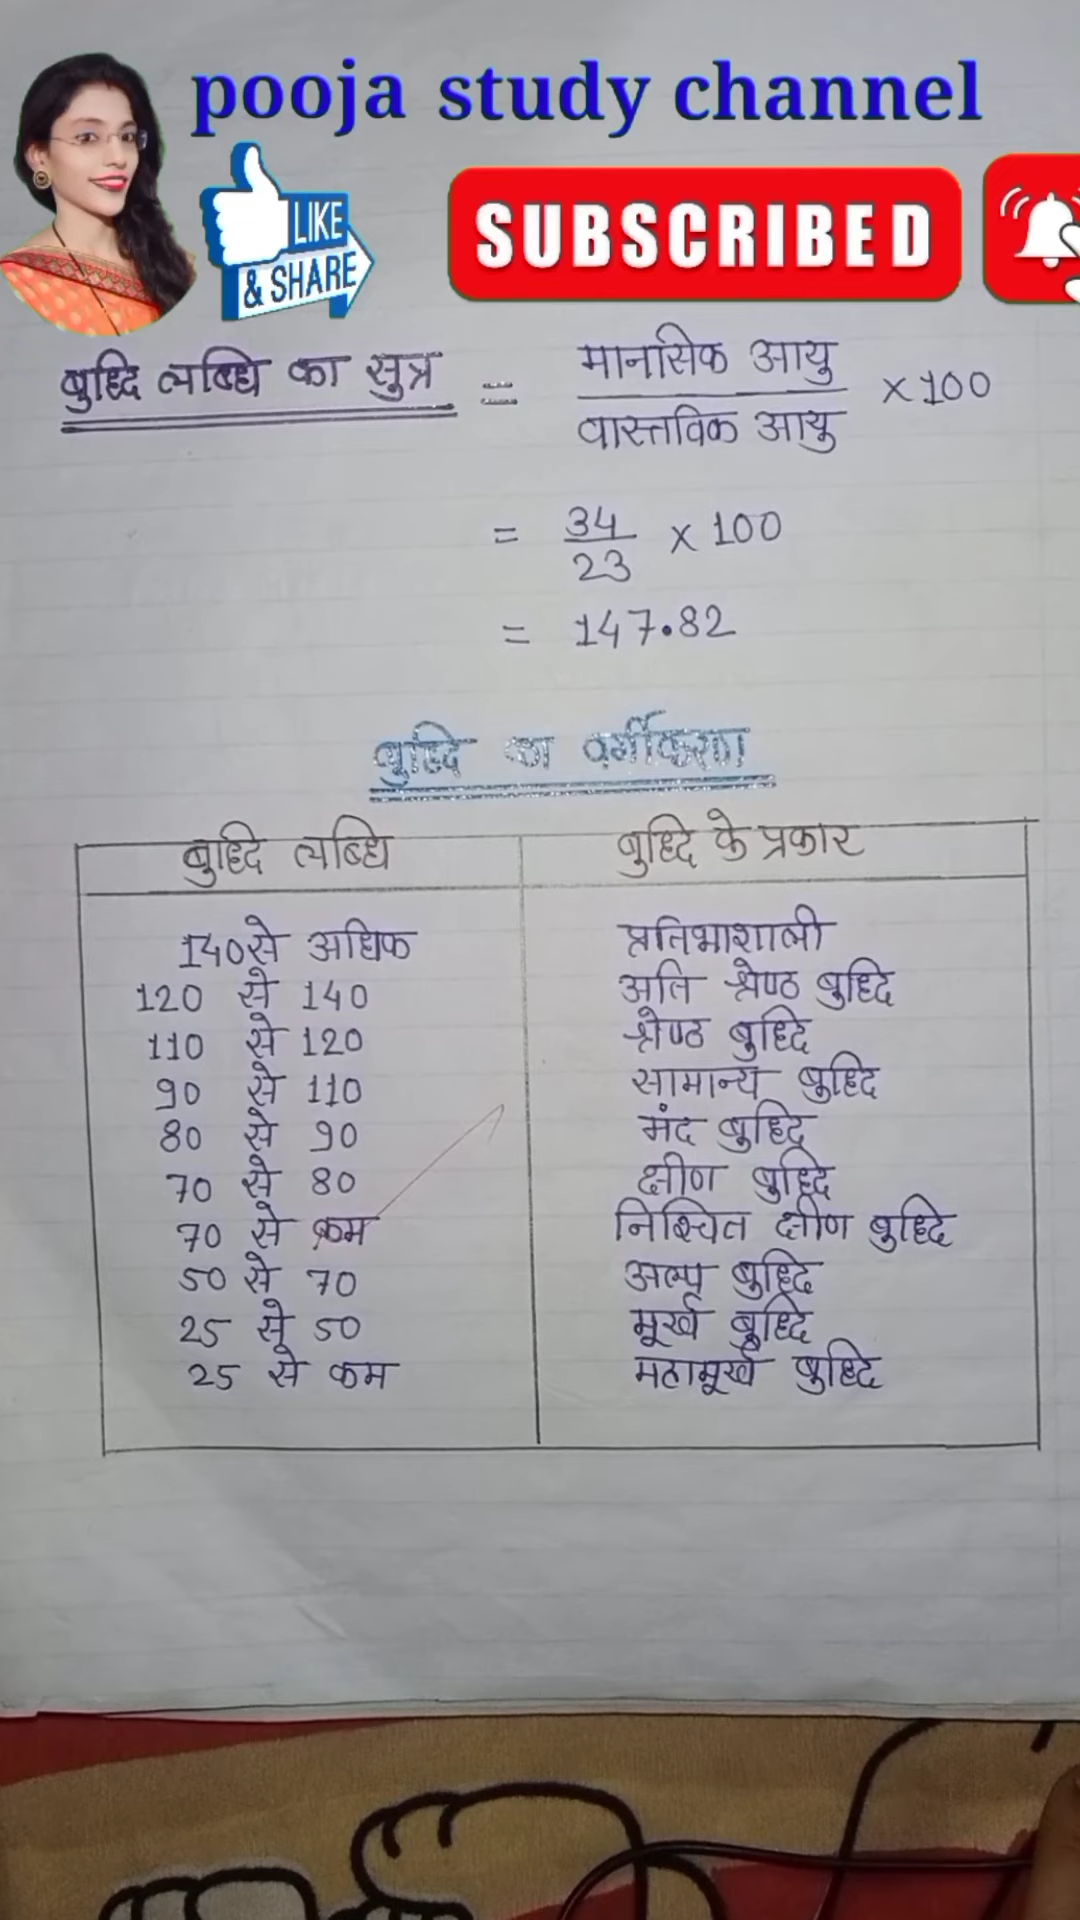 pooja study channel
LIKE
& SHARE
SUBSCRIBED
बुद्धि लब्धि का सुत्र = मानसिक आयु / वास्तविक आयु × 100
= 34 / 23 × 100
= 147.82
बुद्धि का वर्गीकरण
बुद्धि लब्धि बुद्धि के प्रकार
140 से अधिक प्रतिभाशाली
120 से 140 अति श्रेष्ठ बुद्धि
110 से 120 श्रेष्ठ बुद्धि
90 से 110 सामान्य बुद्धि
80 से 90 मंद बुद्धि
70 से 80 क्षीण बुद्धि
70 से कम निश्चित क्षीण बुद्धि
50 से 70 अल्प बुद्धि
25 से 50 मूर्ख बुद्धि
25 से कम महामूर्ख बुद्धि